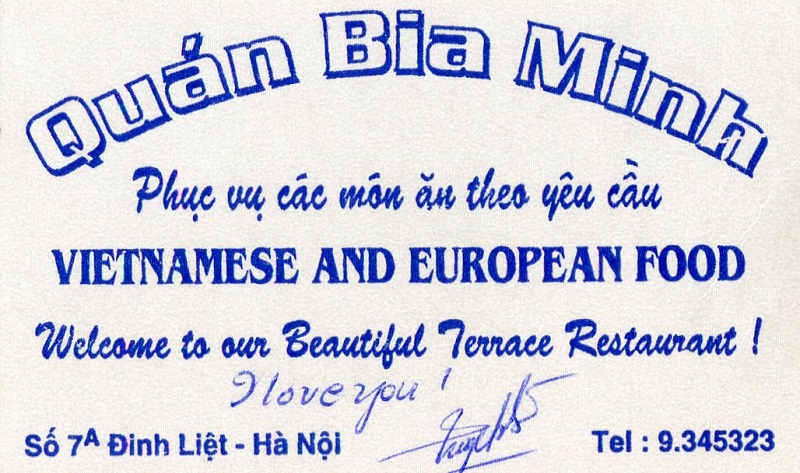 Quán Bia Minh
Phục vụ các món ăn theo yêu cầu
VIETNAMESE AND EUROPEAN FOOD
Welcome to our Beautiful Terrace Restaurant !
I love you !
Số 7A Đinh Liệt - Hà Nội
Tel : 9.345323